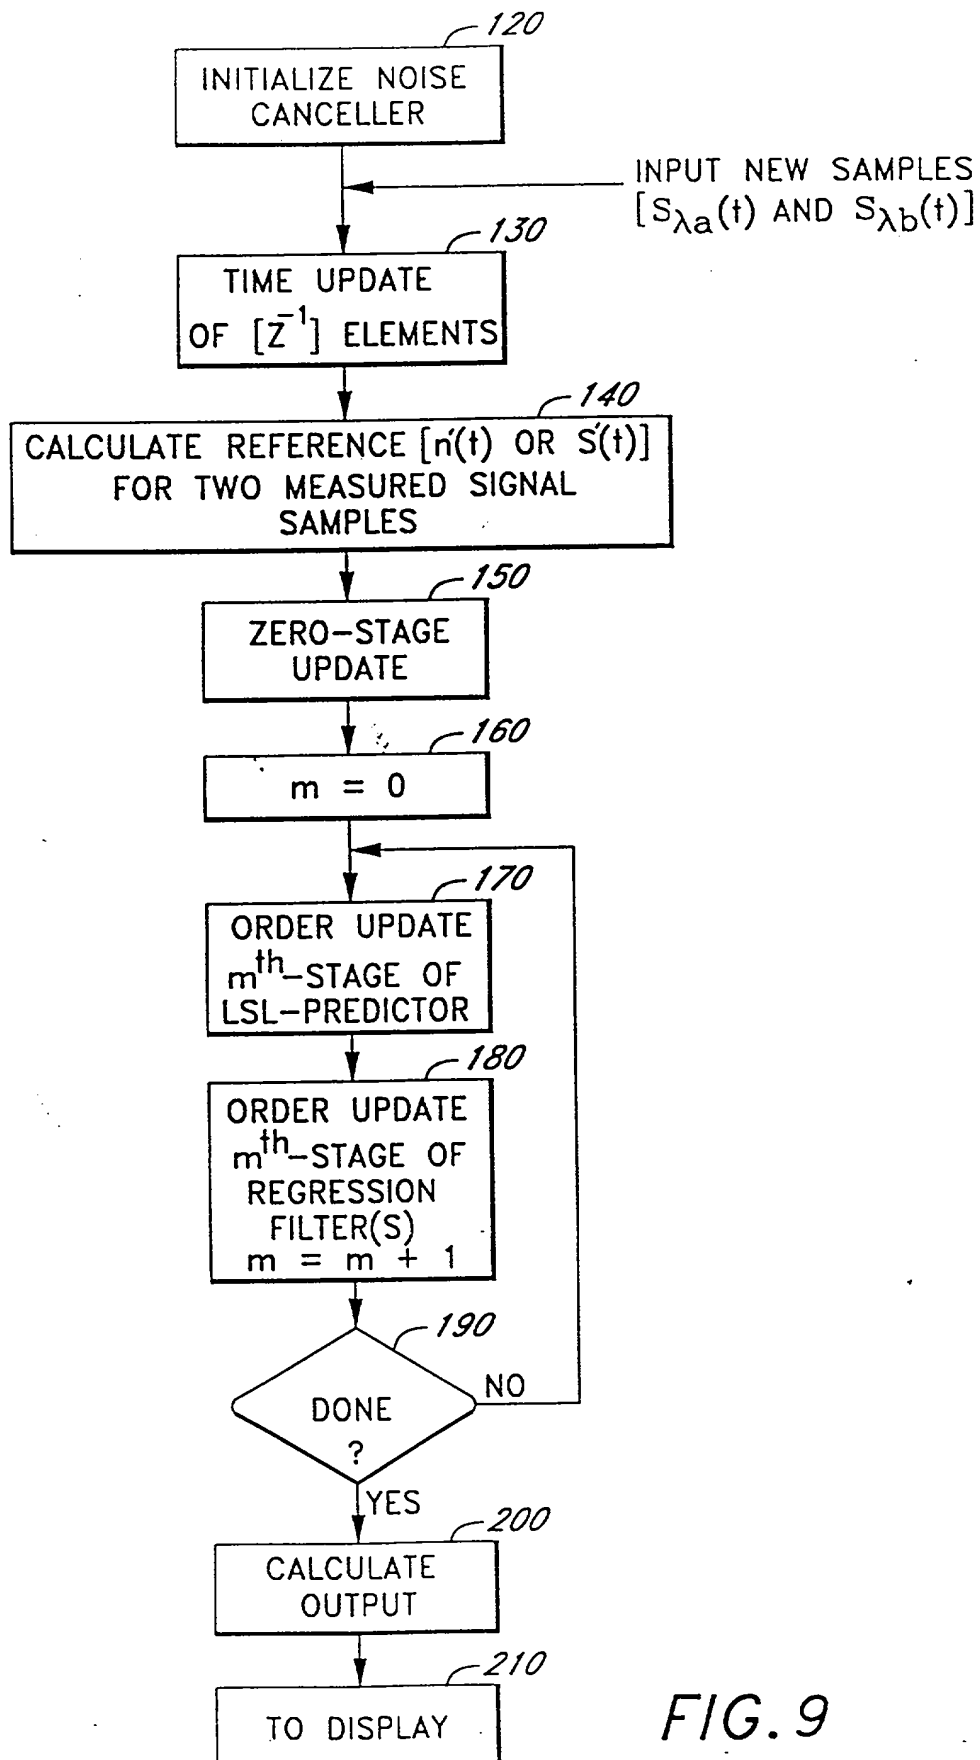 120
INITIALIZE NOISE
CANCELLER
INPUT NEW SAMPLES
[Sλa(t) AND Sλb(t)]
130
TIME UPDATE
OF [Z⁻¹] ELEMENTS
140
CALCULATE REFERENCE [n'(t) OR S'(t)]
FOR TWO MEASURED SIGNAL
SAMPLES
150
ZERO-STAGE
UPDATE
160
m = 0
170
ORDER UPDATE
mth-STAGE OF
LSL-PREDICTOR
180
ORDER UPDATE
mth-STAGE OF
REGRESSION
FILTER(S)
m = m + 1
190
DONE
?
NO
YES
200
CALCULATE
OUTPUT
210
TO DISPLAY
FIG. 9